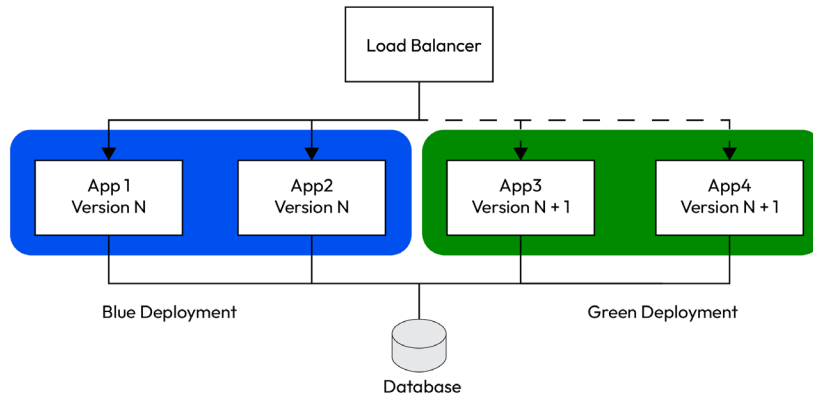 Load Balancer
App 1
Version N
App2
Version N
App3
Version N + 1
App4
Version N + 1
Blue Deployment
Green Deployment
Database